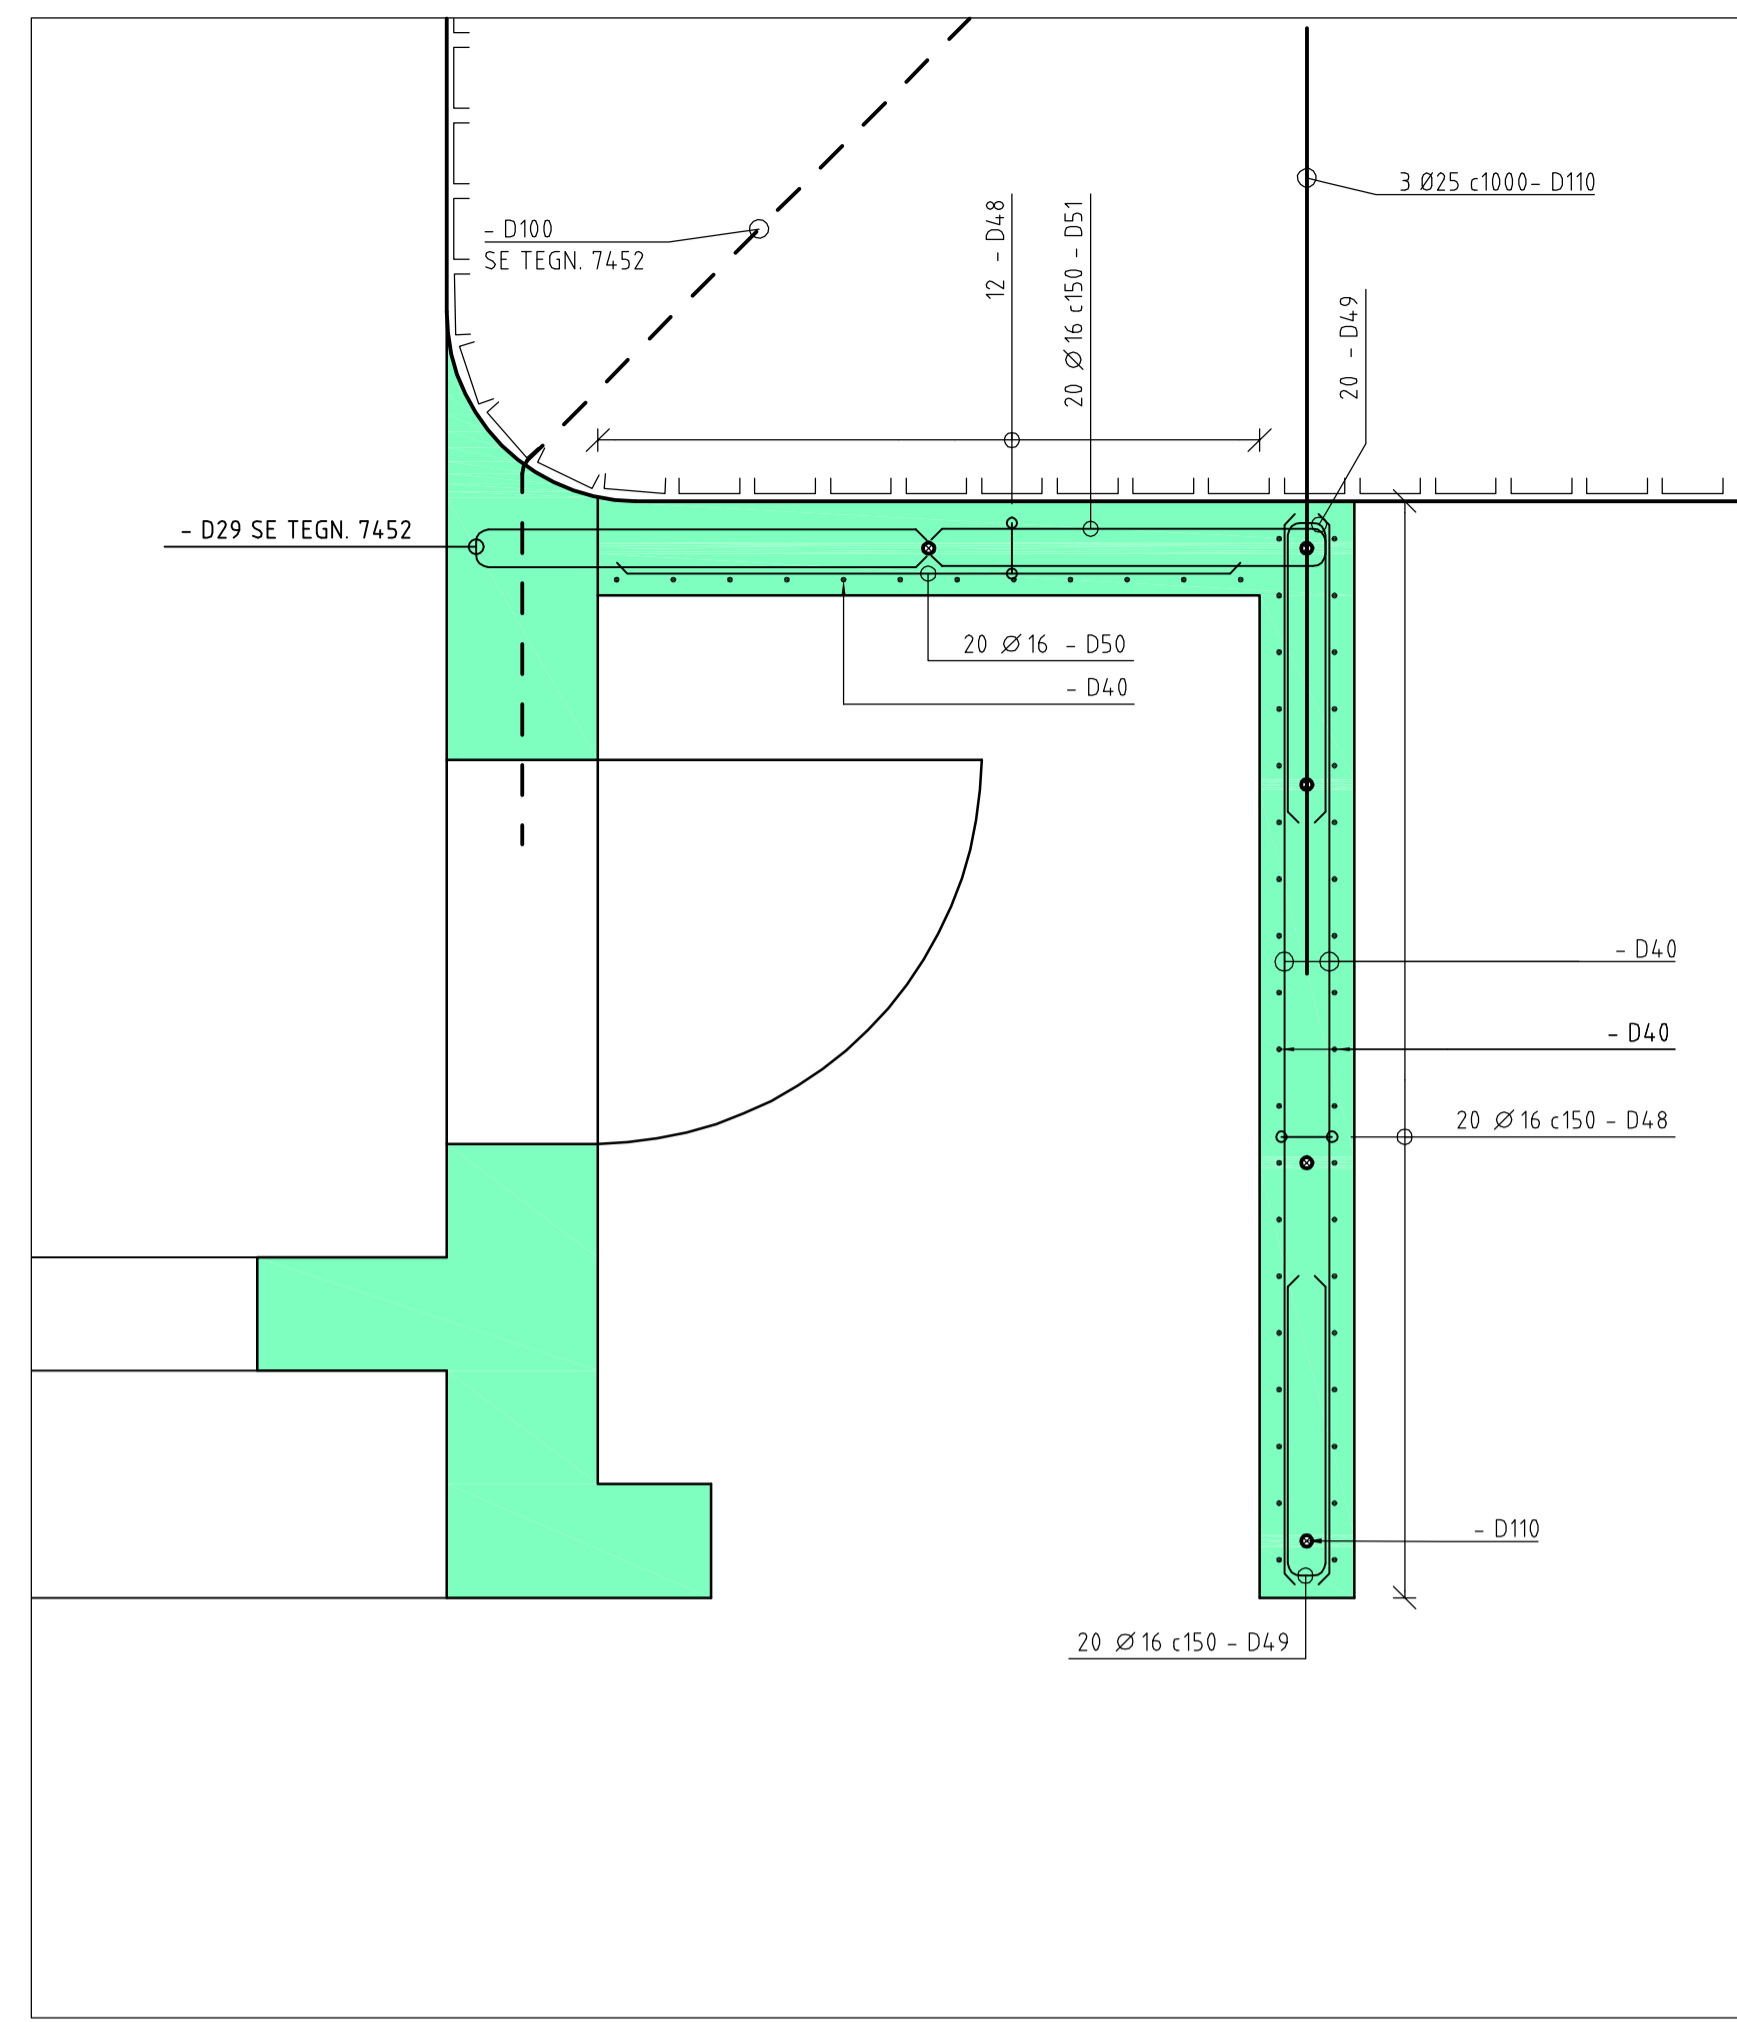 3 Ø25 c1000- D110
- D100
SE TEGN. 7452
12 - D48
20 Ø16 c150 - D51
20 - D49
- D29 SE TEGN. 7452
20 Ø16 - D50
- D40
- D40
- D40
20 Ø16 c150 - D48
- D110
20 Ø16 c150 - D49